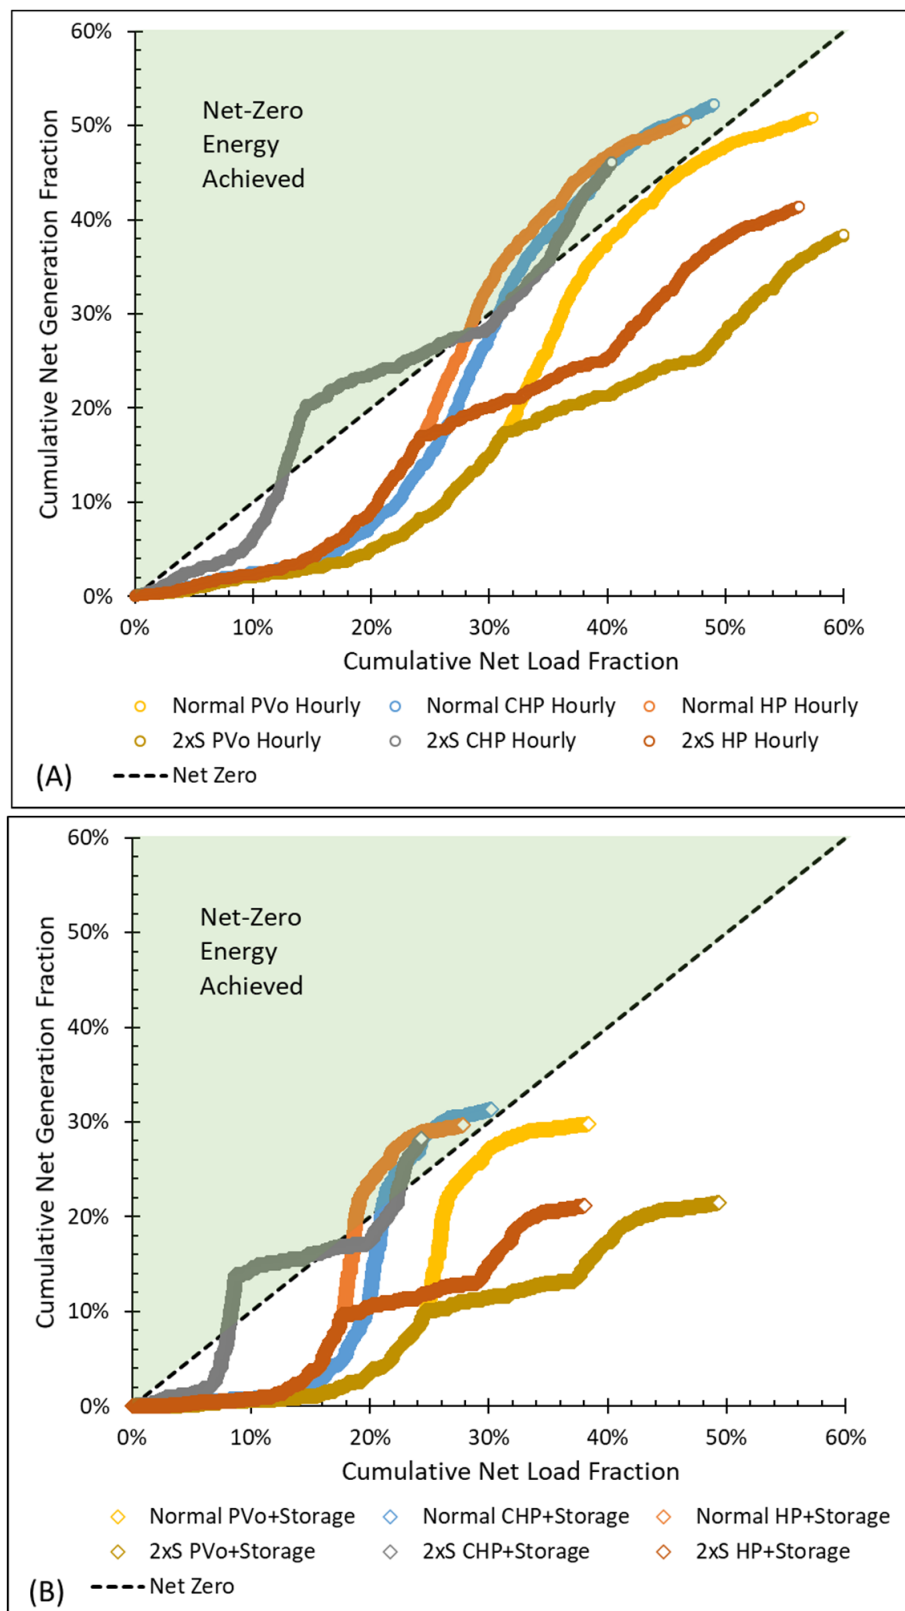 60%
50%
40%
30%
20%
10%
0%
Cumulative Net Generation Fraction
Net-Zero
Energy
Achieved
0% 10% 20% 30% 40% 50% 60%
Cumulative Net Load Fraction
Normal PVo Hourly Normal CHP Hourly Normal HP Hourly
2xS PVo Hourly 2xS CHP Hourly 2xS HP Hourly
(A) Net Zero
60%
50%
40%
30%
20%
10%
0%
Cumulative Net Generation Fraction
Net-Zero
Energy
Achieved
0% 10% 20% 30% 40% 50% 60%
Cumulative Net Load Fraction
Normal PVo+Storage Normal CHP+Storage Normal HP+Storage
2xS PVo+Storage 2xS CHP+Storage 2xS HP+Storage
(B) Net Zero